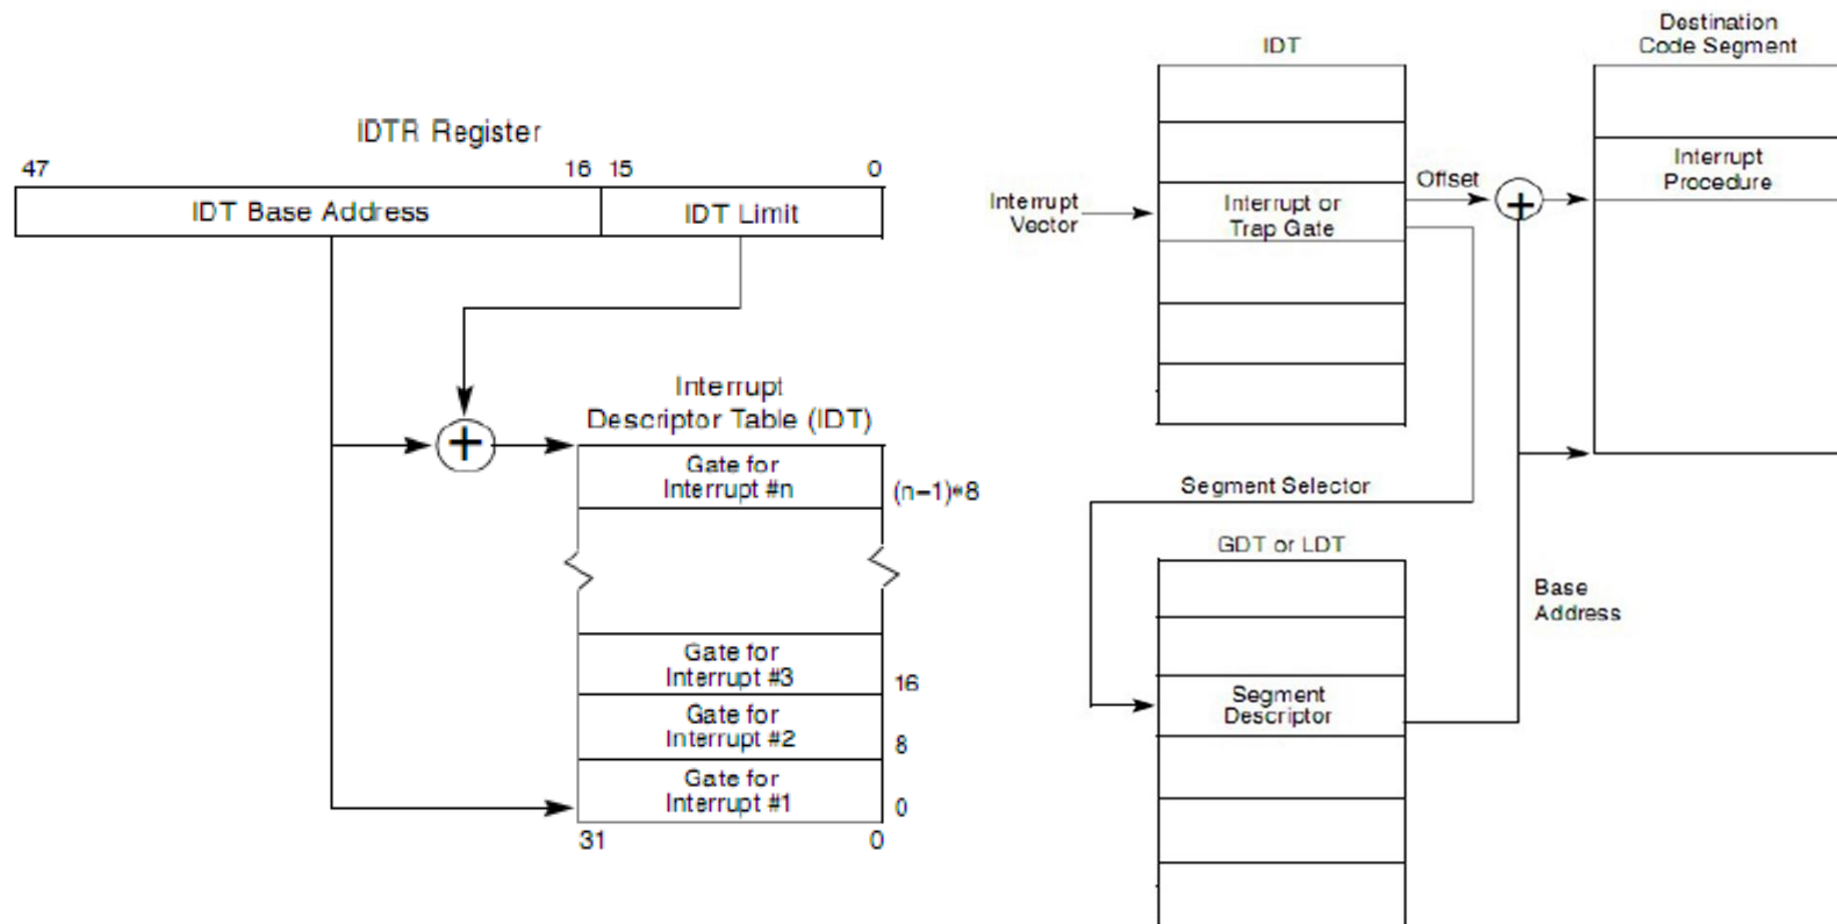 IDTR Register
47 16 15 0
IDT Base Address IDT Limit
+
Interrupt
Descriptor Table (IDT)
Gate for
Interrupt #n
(n−1)*8
Gate for
Interrupt #3
16
Gate for
Interrupt #2
8
Gate for
Interrupt #1
0
31 0
IDT
Interrupt
Vector
Interrupt or
Trap Gate
Offset
+
Destination
Code Segment
Interrupt
Procedure
Segment Selector
GDT or LDT
Segment
Descriptor
Base
Address